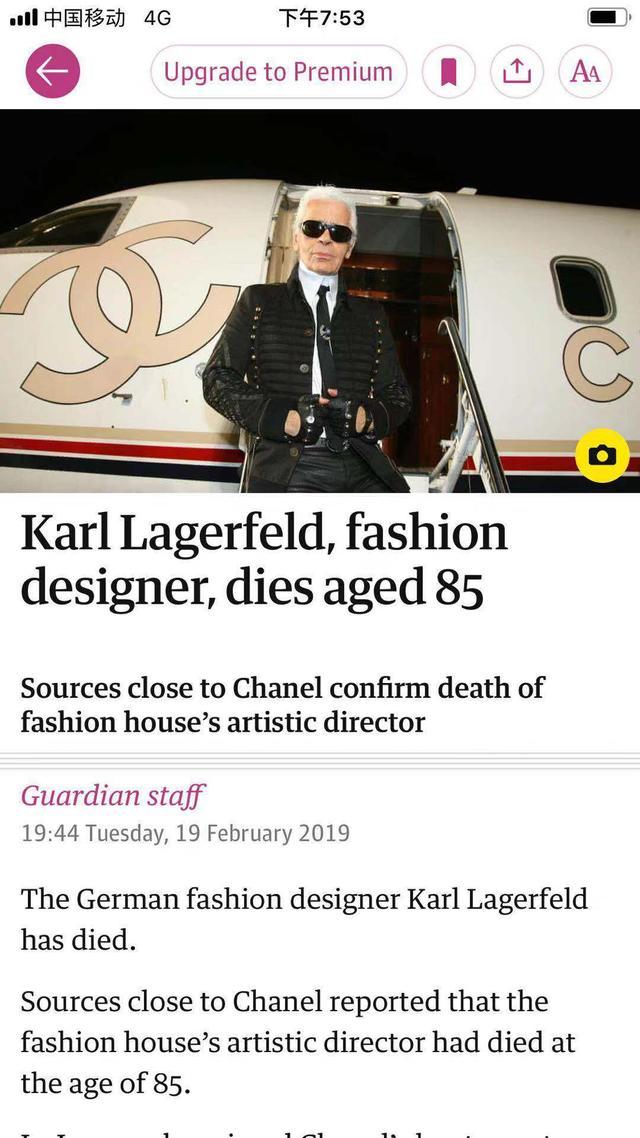 中国移动 4G 下午7:53
Upgrade to Premium AA
Karl Lagerfeld, fashion
designer, dies aged 85
Sources close to Chanel confirm death of
fashion house's artistic director
Guardian staff
19:44 Tuesday, 19 February 2019
The German fashion designer Karl Lagerfeld
has died.
Sources close to Chanel reported that the
fashion house's artistic director had died at
the age of 85.